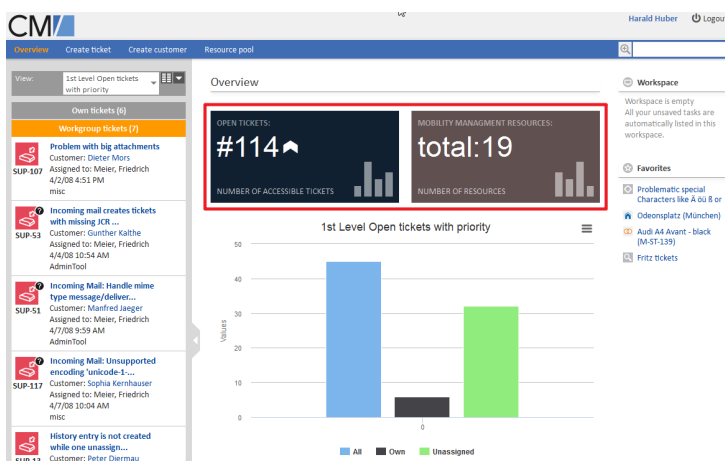 CM/
Harald Huber
Logout
Overview
Create ticket
Create customer
Resource pool
View:
1st Level Open tickets
with priority
Own tickets (6)
Workgroup tickets (7)
SUP-107
Problem with big attachments
Customer: Dieter Mors
Assigned to: Meier, Friedrich
4/2/08 4:51 PM
misc
SUP-53
Incoming mail creates tickets
with missing JCR ...
Customer: Gunther Kalthe
Assigned to: Meier, Friedrich
4/4/08 10:54 AM
AdminTool
SUP-51
Incoming Mail: Handle mime
type message/deliver...
Customer: Manfred Jaeger
Assigned to: Meier, Friedrich
4/7/08 9:59 AM
AdminTool
SUP-117
Incoming Mail: Unsupported
encoding 'unicode-1-...
Customer: Sophia Kernhauser
Assigned to: Meier, Friedrich
4/7/08 10:04 AM
misc
SUP-13
History entry is not created
while one unassign...
Customer: Peter Diermau
Overview
OPEN TICKETS:
#114
NUMBER OF ACCESSIBLE TICKETS
MOBILITY MANAGMENT RESOURCES:
total:19
NUMBER OF RESOURCES
1st Level Open tickets with priority
Values
50
30
20
10
0
0
All
Own
Unassigned
Workspace
Workspace is empty
All your unsaved tasks are
automatically listed in this
workspace.
Favorites
Problematic special
Characters like Ä öü ß or
Odeonsplatz (München)
Audi A4 Avant - black
(M-ST-139)
Fritz tickets